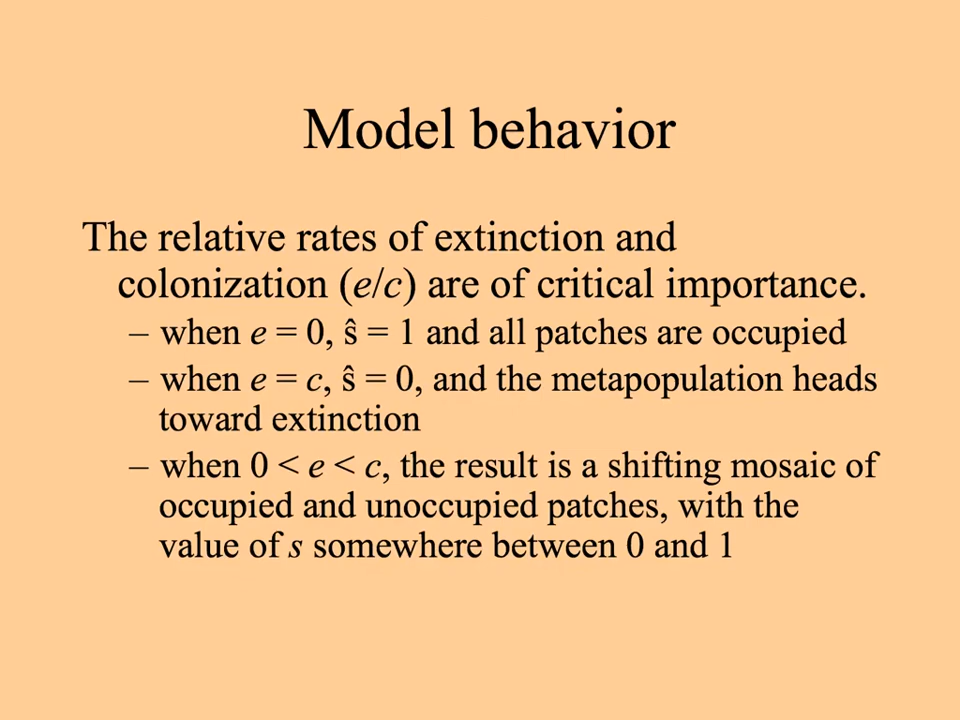 Model behavior
The relative rates of extinction and
colonization (e/c) are of critical importance.
– when e = 0, ŝ = 1 and all patches are occupied
– when e = c, ŝ = 0, and the metapopulation heads
toward extinction
– when 0 < e < c, the result is a shifting mosaic of
occupied and unoccupied patches, with the
value of s somewhere between 0 and 1